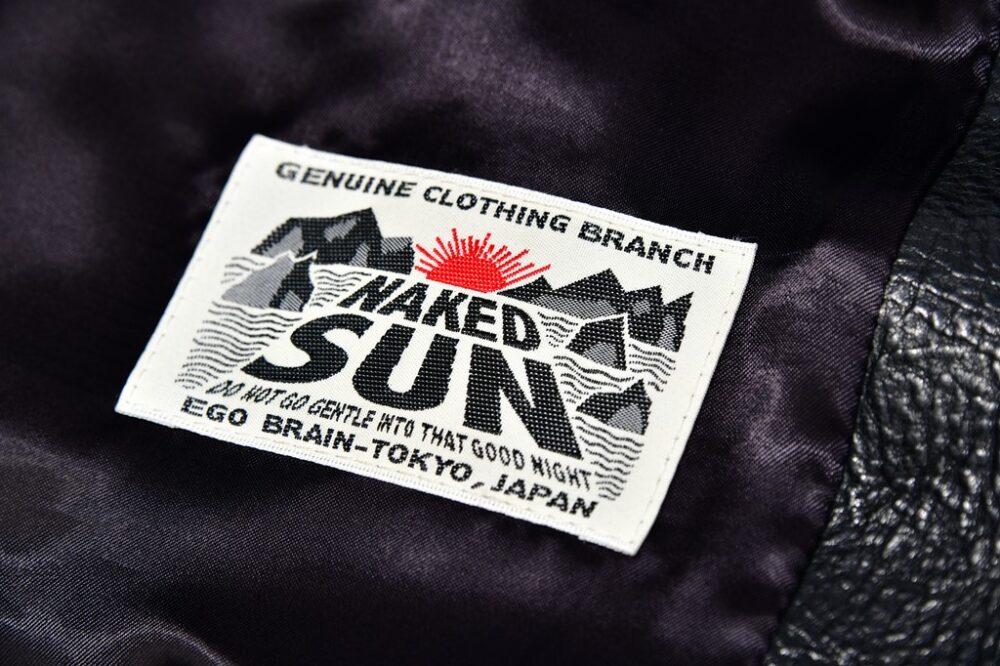 GENUINE CLOTHING BRANCH
NAKED
SUN
DO NOT GO GENTLE INTO THAT GOOD NIGHT
EGO BRAIN-TOKYO, JAPAN